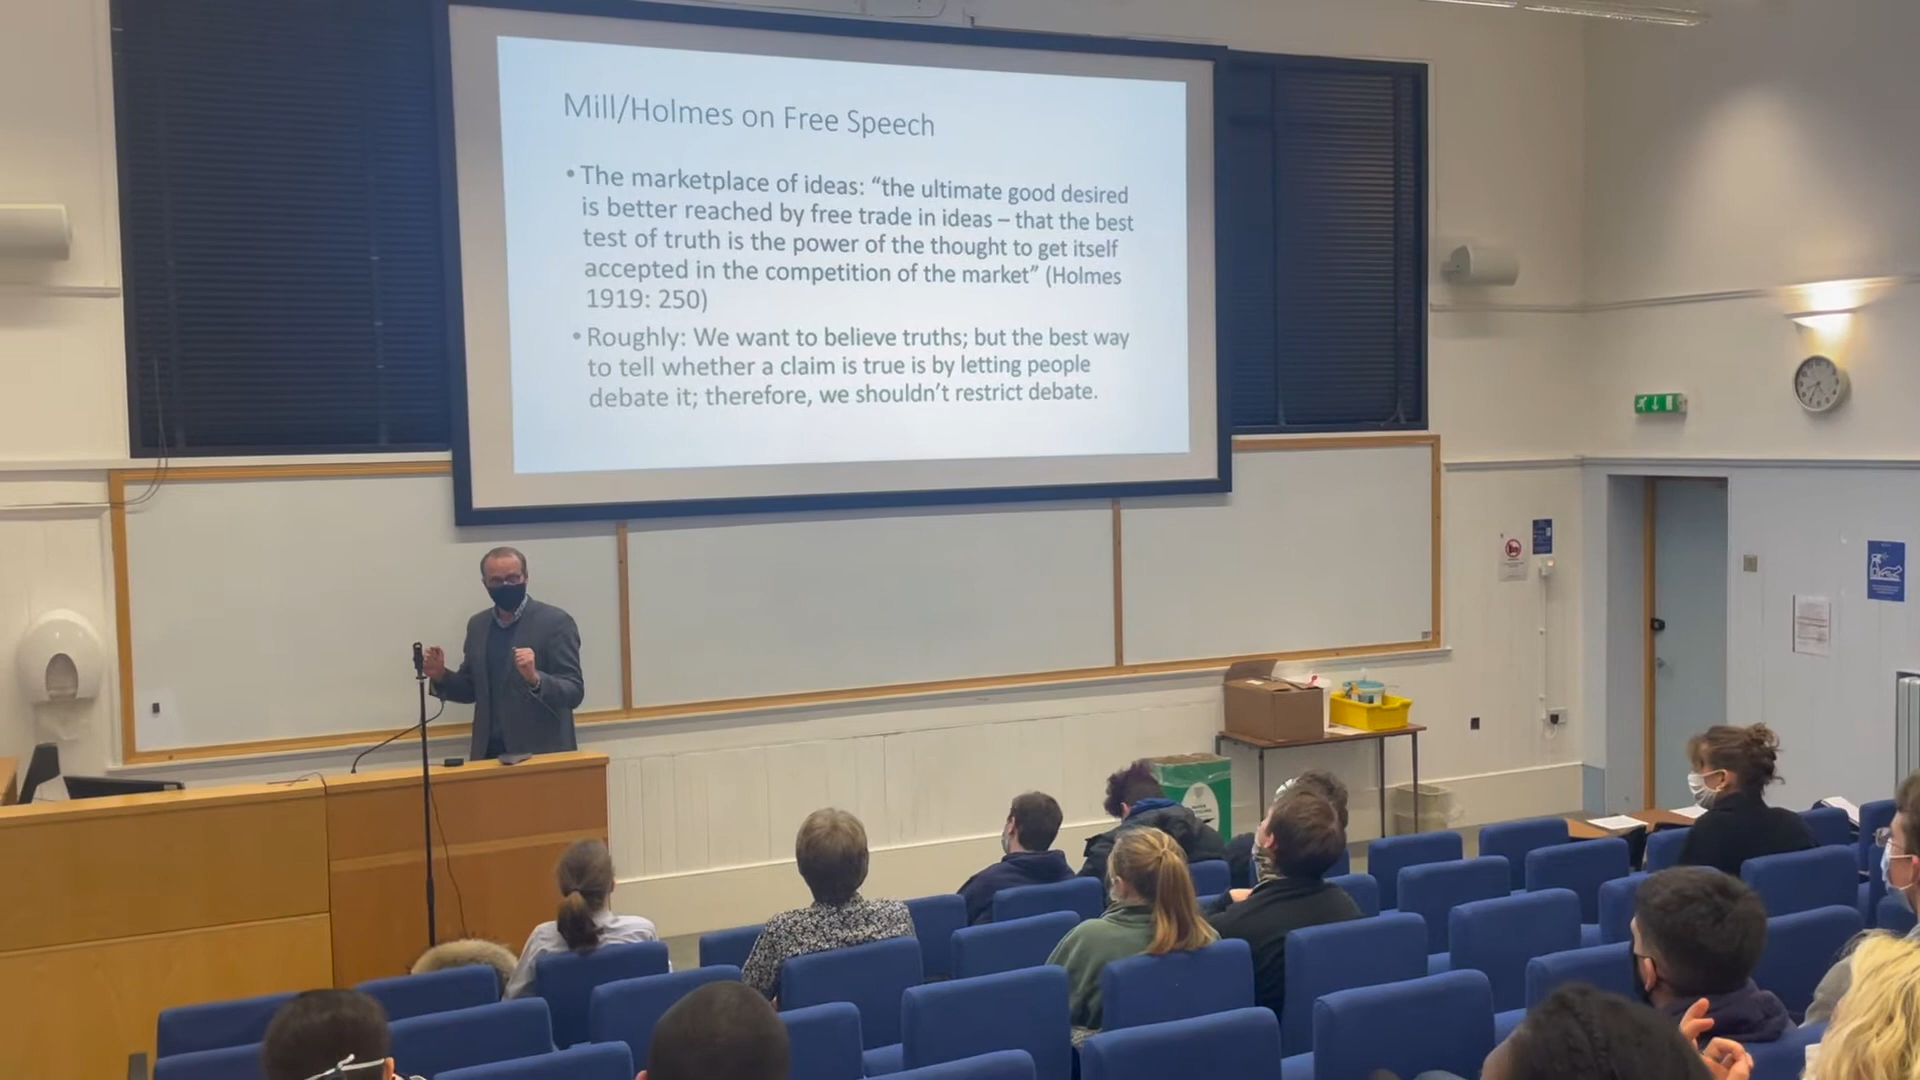 Mill/Holmes on Free Speech
• The marketplace of ideas: “the ultimate good desired
is better reached by free trade in ideas – that the best
test of truth is the power of the thought to get itself
accepted in the competition of the market” (Holmes
1919: 250)
• Roughly: We want to believe truths; but the best way
to tell whether a claim is true is by letting people
debate it; therefore, we shouldn’t restrict debate.